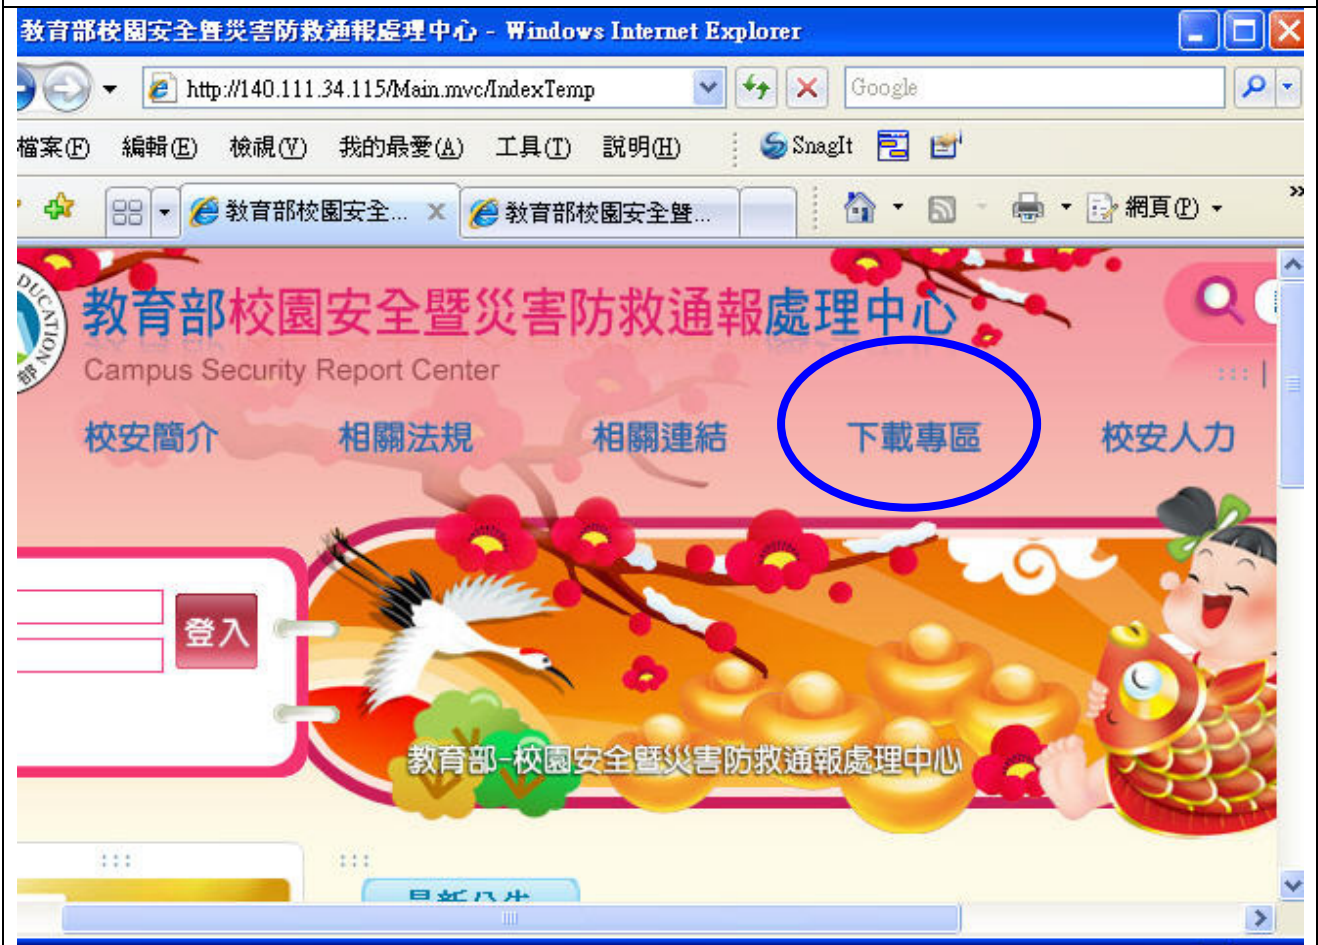 教育部校園安全暨災害防救通報處理中心 - Windows Internet Explorer
http://140.111.34.115/Main.mvc/IndexTemp Google
檔案(F) 編輯(E) 檢視(V) 我的最愛(A) 工具(T) 說明(H) SnagIt
教育部校園安全... 教育部校園安全暨... 網頁(P)
教育部校園安全暨災害防救通報處理中心
Campus Security Report Center
校安簡介 相關法規 相關連結 下載專區 校安人力
登入
教育部-校園安全暨災害防救通報處理中心
最新公告